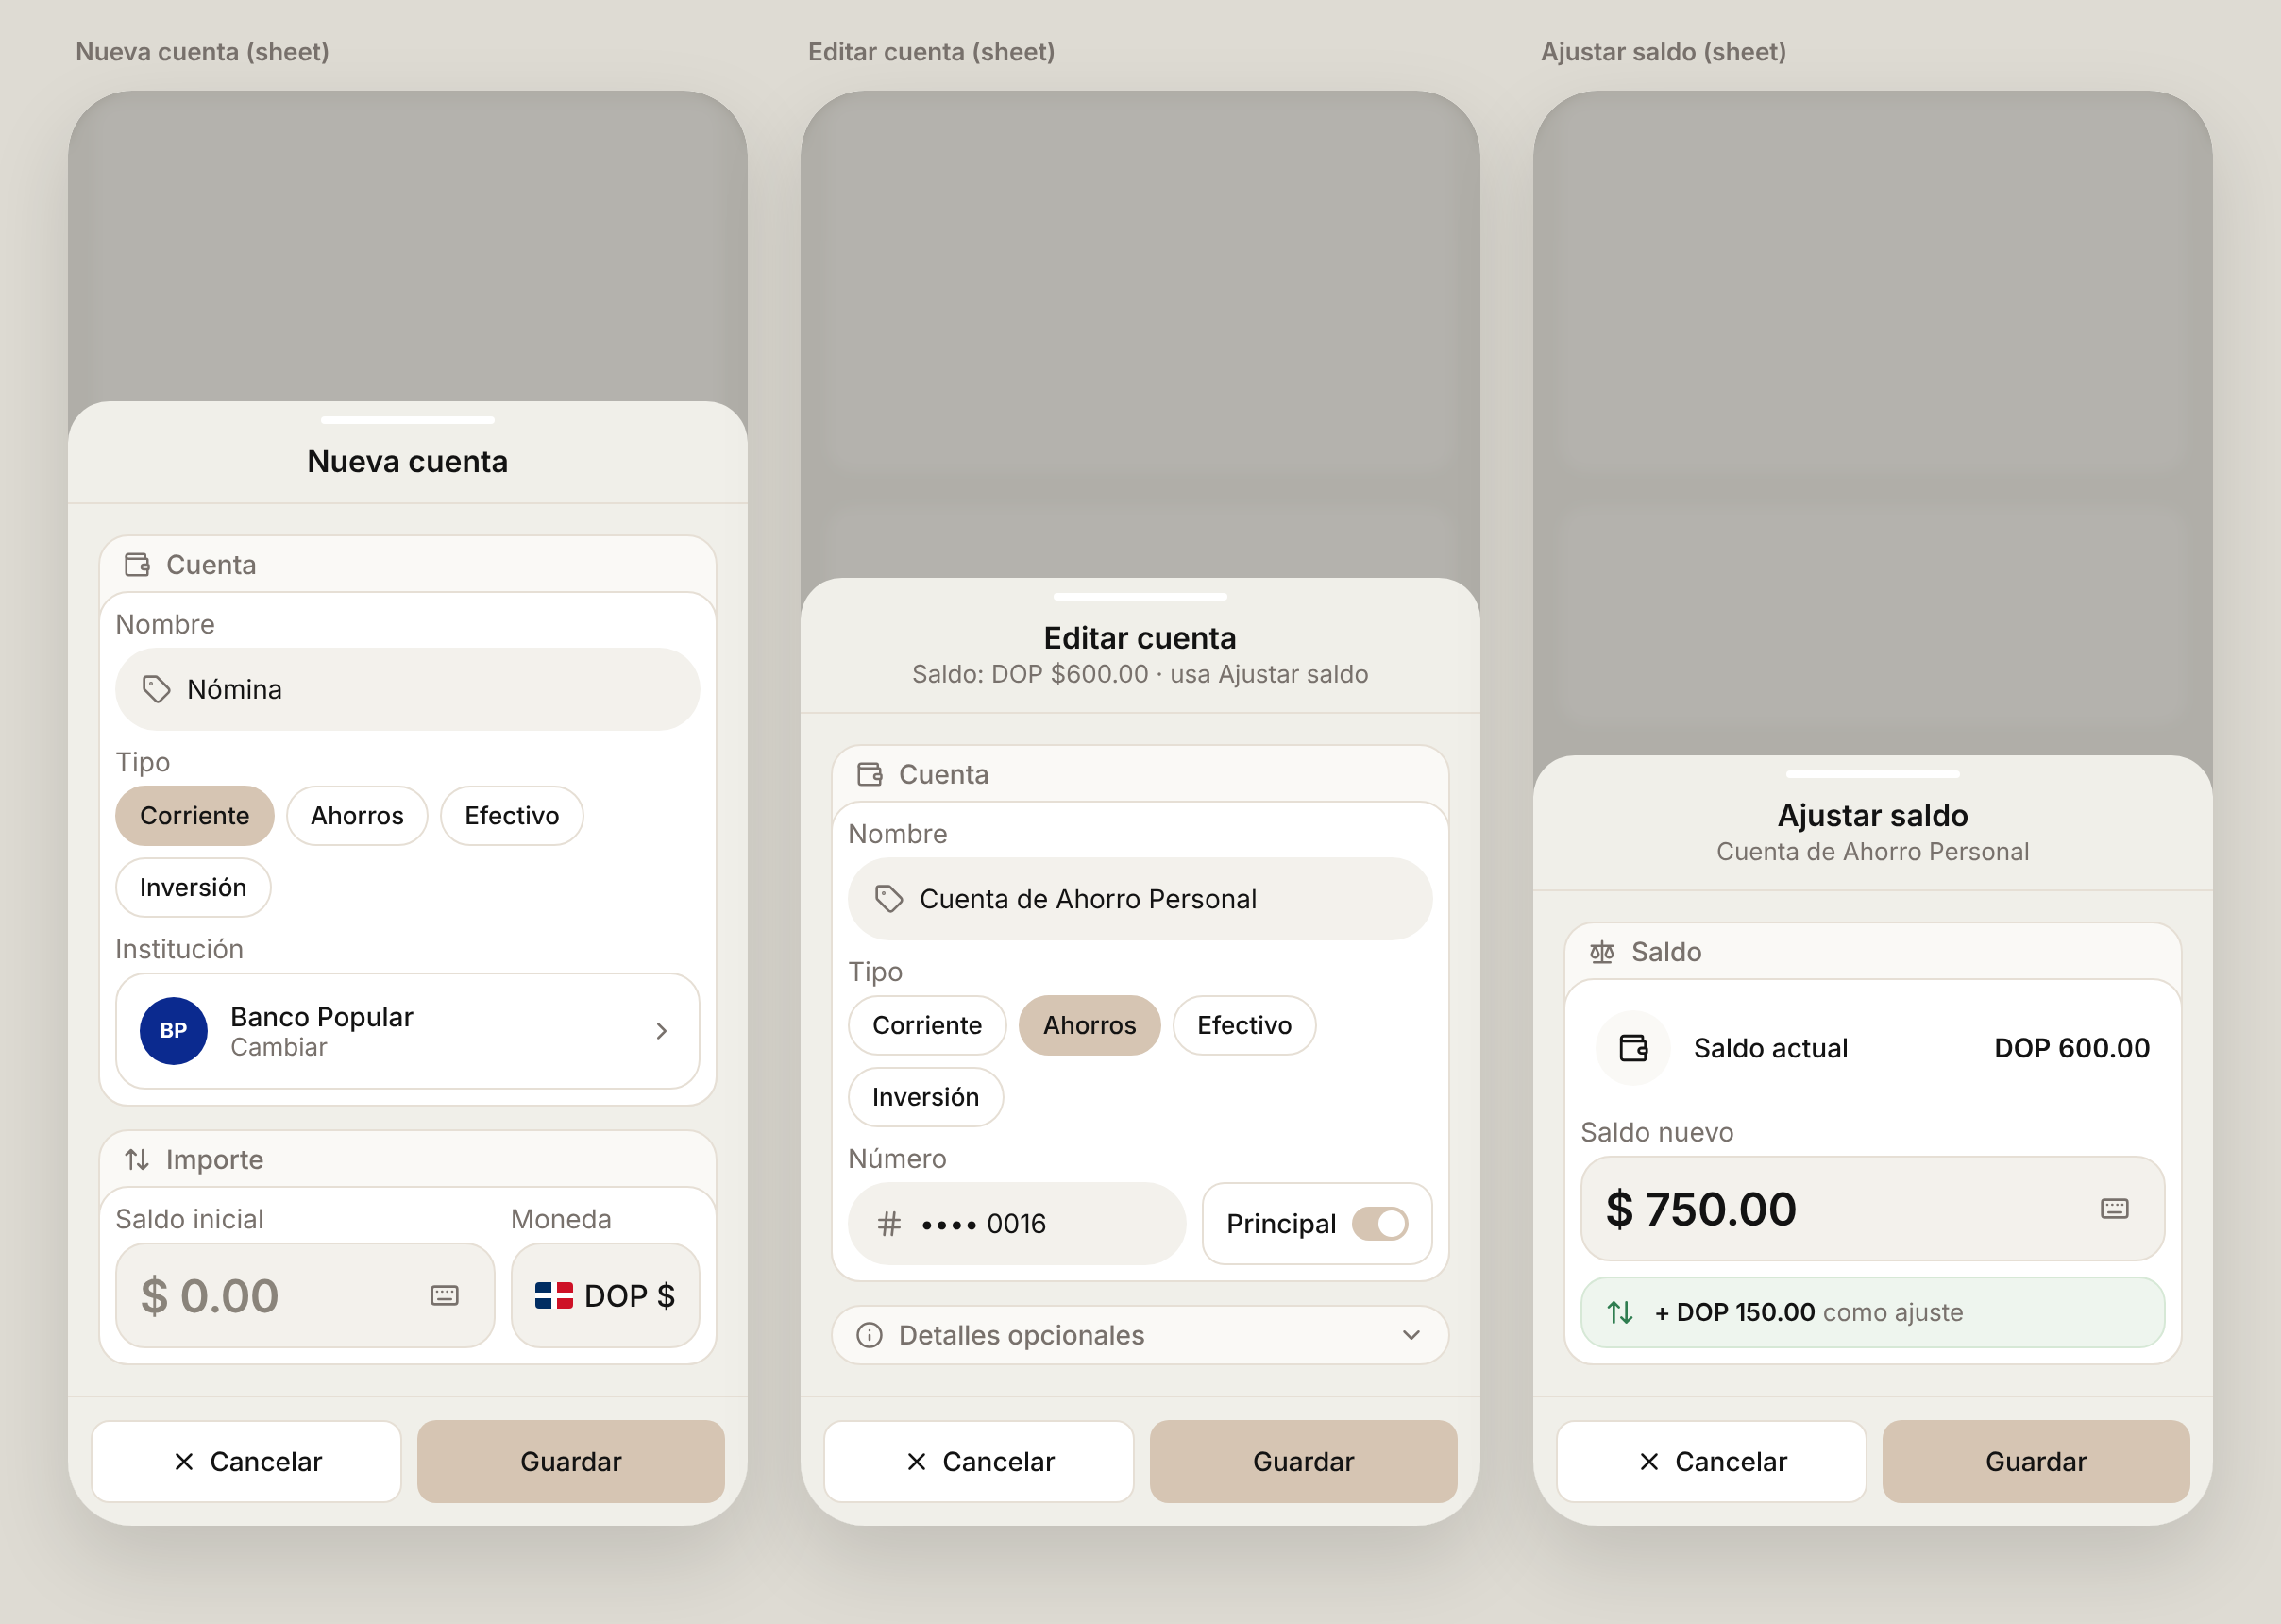 Nueva cuenta (sheet)
Nueva cuenta
Cuenta
Nombre
Nómina
Tipo
Corriente
Ahorros
Efectivo
Inversión
Institución
BP
Banco Popular
Cambiar
Importe
Saldo inicial
Moneda
$ 0.00
DOP $
Cancelar
Guardar
Editar cuenta (sheet)
Editar cuenta
Saldo: DOP $600.00 · usa Ajustar saldo
Cuenta
Nombre
Cuenta de Ahorro Personal
Tipo
Corriente
Ahorros
Efectivo
Inversión
Número
•••• 0016
Principal
Detalles opcionales
Cancelar
Guardar
Ajustar saldo (sheet)
Ajustar saldo
Cuenta de Ahorro Personal
Saldo
Saldo actual
DOP 600.00
Saldo nuevo
$ 750.00
+ DOP 150.00 como ajuste
Cancelar
Guardar